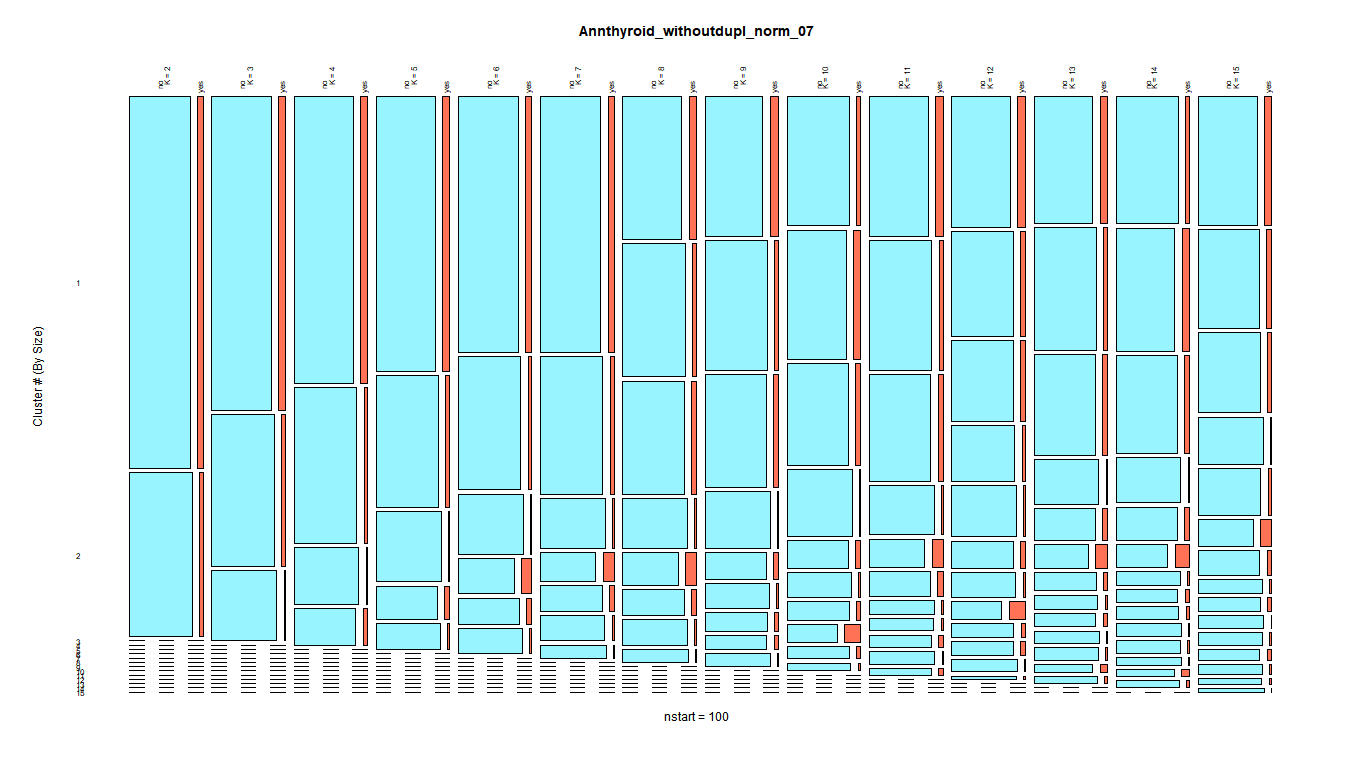 Annthyroid_withoutdupl_norm_07
no yes no yes no yes no yes no yes no yes no yes no yes no yes no yes no yes no yes no yes no yes
K = 2 K = 3 K = 4 K = 5 K = 6 K = 7 K = 8 K = 9 K = 10 K = 11 K = 12 K = 13 K = 14 K = 15
Cluster # (By Size)
1
2
3
15
nstart = 100